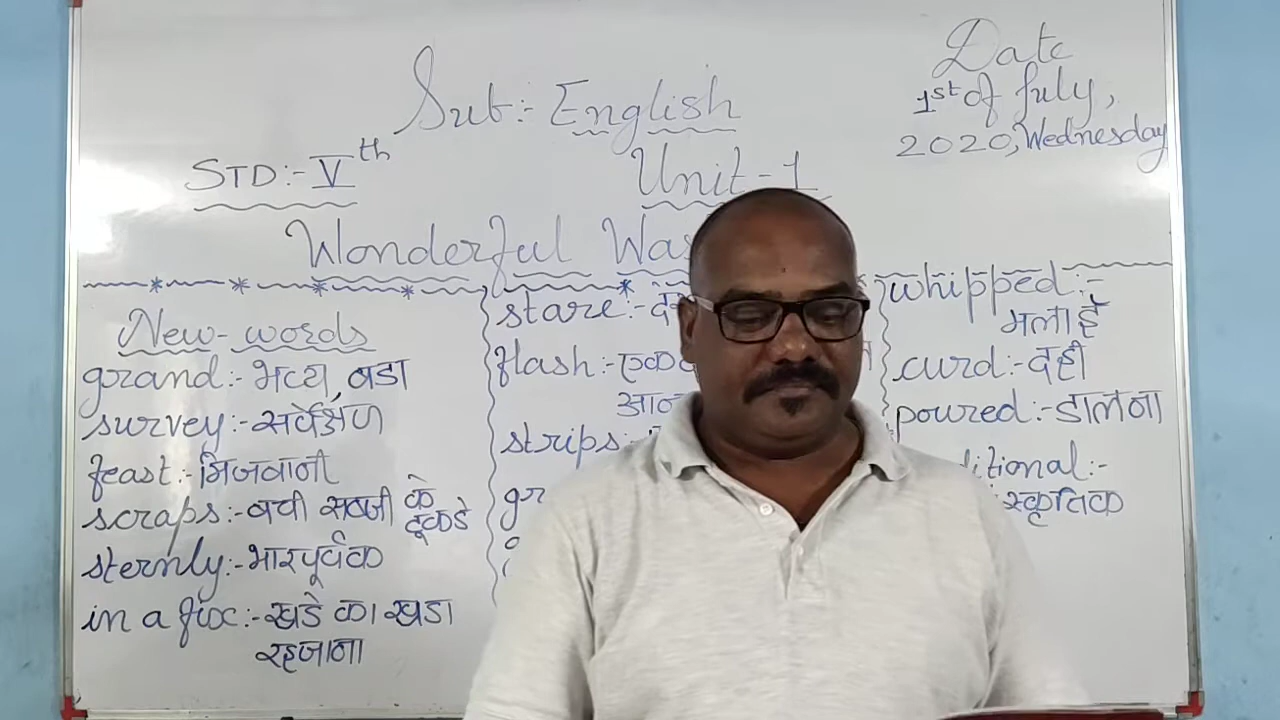 Sub:- English
Date
1st of July,
2020, Wednesday
STD:- Vth
Unit-1
Wonderful
New-words
grand:- भव्य, बडा
survey:- सर्वेक्षण
feast:- मिजवानी
scraps:- बची सबजी के टूकडे
sternly:- भारपूर्वक
in a fix:- खडे का खडा
रहजाना
stare:-
flash:- एक
strips:-
whipped:-
मलाई
curd:- दही
poured:- डालना